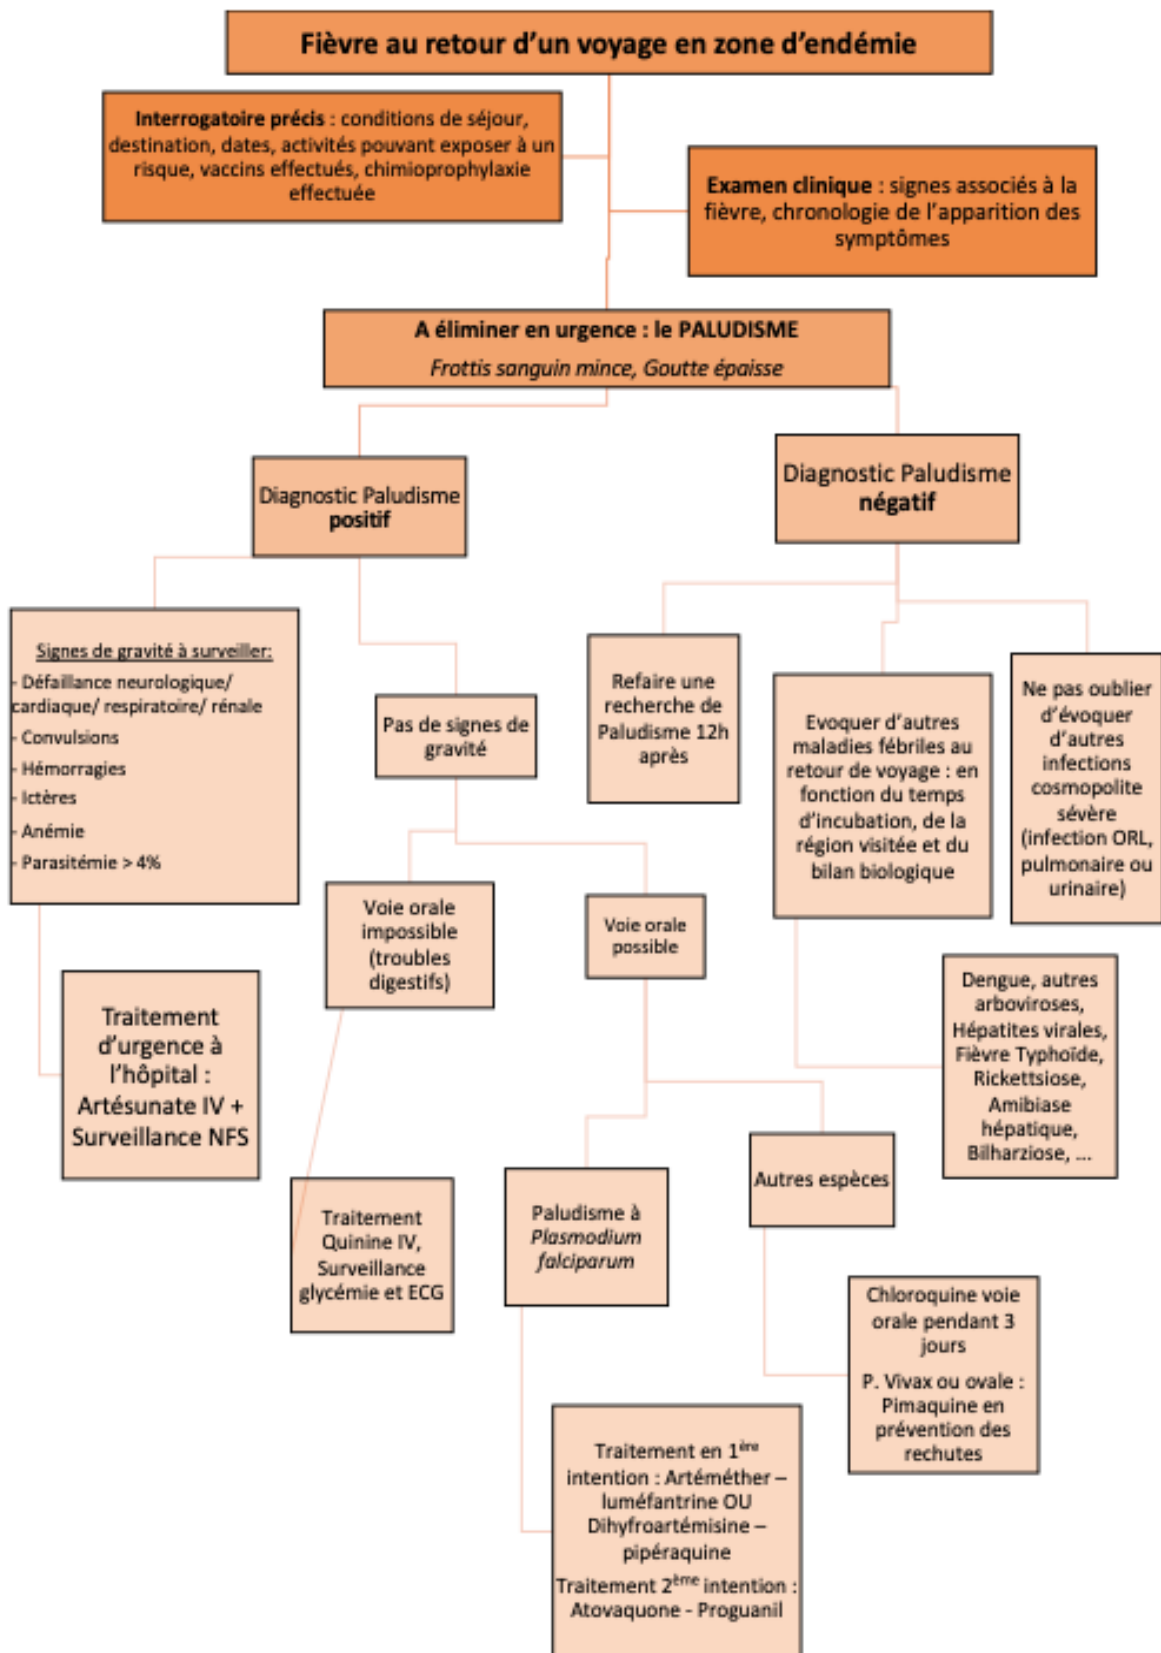 Fièvre au retour d’un voyage en zone d’endémie
Interrogatoire précis : conditions de séjour,
destination, dates, activités pouvant exposer à un
risque, vaccins effectués, chimioprophylaxie
effectuée
Examen clinique : signes associés à la
fièvre, chronologie de l’apparition des
symptômes
A éliminer en urgence : le PALUDISME
Frottis sanguin mince, Goutte épaisse
Diagnostic Paludisme
positif
Diagnostic Paludisme
négatif
Signes de gravité à surveiller:
- Défaillance neurologique/
cardiaque/ respiratoire/ rénale
- Convulsions
- Hémorragies
- Ictères
- Anémie
- Parasitémie > 4%
Pas de signes de
gravité
Refaire une
recherche de
Paludisme 12h
après
Evoquer d’autres
maladies fébriles au
retour de voyage : en
fonction du temps
d’incubation, de la
région visitée et du
bilan biologique
Ne pas oublier
d’évoquer
d’autres
infections
cosmopolite
sévère
(infection ORL,
pulmonaire ou
urinaire)
Voie orale
impossible
(troubles
digestifs)
Voie orale
possible
Traitement
d’urgence à
l’hôpital :
Artésunate IV +
Surveillance NFS
Dengue, autres
arboviroses,
Hépatites virales,
Fièvre Typhoïde,
Rickettsiose,
Amibiase
hépatique,
Bilharziose, ...
Traitement
Quinine IV,
Surveillance
glycémie et ECG
Paludisme à
Plasmodium
falciparum
Autres espèces
Chloroquine voie
orale pendant 3
jours
P. Vivax ou ovale :
Pimaquine en
prévention des
rechutes
Traitement en 1ère
intention : Artéméther –
luméfantrine OU
Dihyfroartémisine –
pipéraquine
Traitement 2ème intention :
Atovaquone - Proguanil